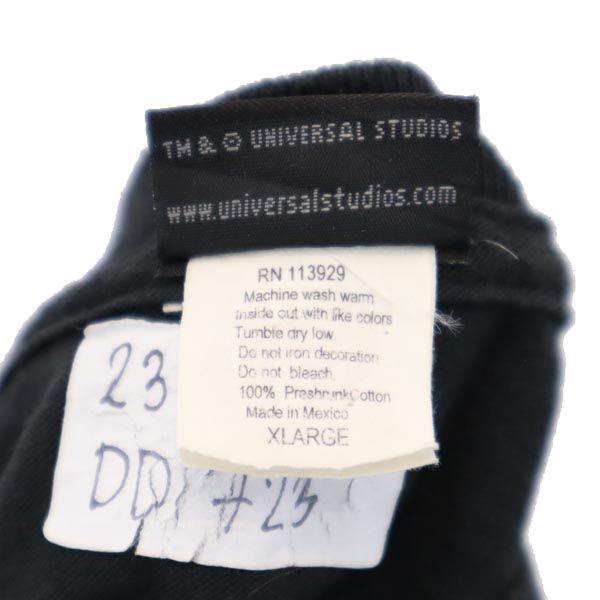 TM & © UNIVERSAL STUDIOS
www.universalstudios.com
RN 113929
Machine wash warm
Inside out with like colors
Tumble dry low
Do not iron decoration
Do not bleach
100% Preshrunk Cotton
Made in Mexico
XLARGE
23
DD #23